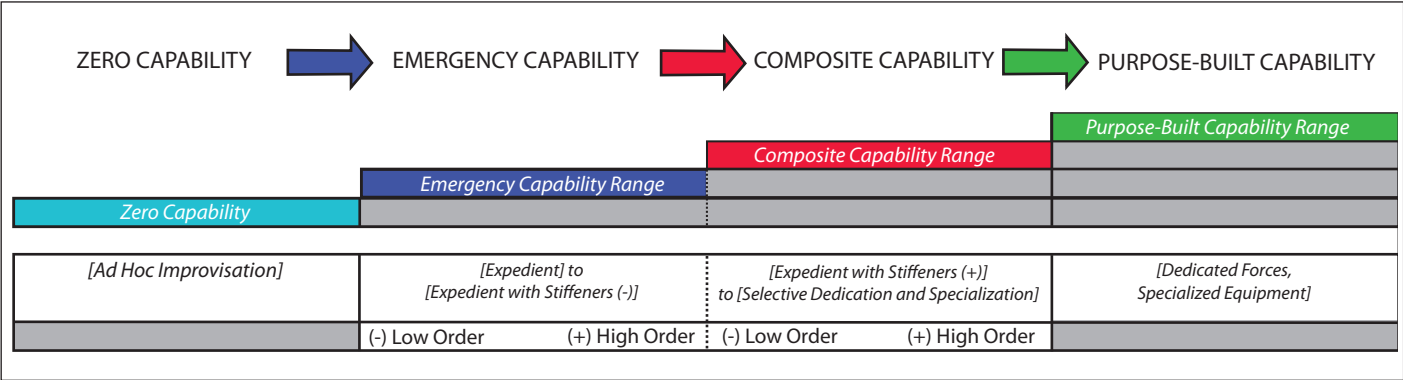 ZERO CAPABILITY
EMERGENCY CAPABILITY
COMPOSITE CAPABILITY
PURPOSE-BUILT CAPABILITY
Purpose-Built Capability Range
Composite Capability Range
Emergency Capability Range
Zero Capability
[Ad Hoc Improvisation]
[Expedient] to
[Expedient with Stiffeners (-)]
[Expedient with Stiffeners (+)]
to [Selective Dedication and Specialization]
[Dedicated Forces,
Specialized Equipment]
(-) Low Order
(+) High Order
(-) Low Order
(+) High Order